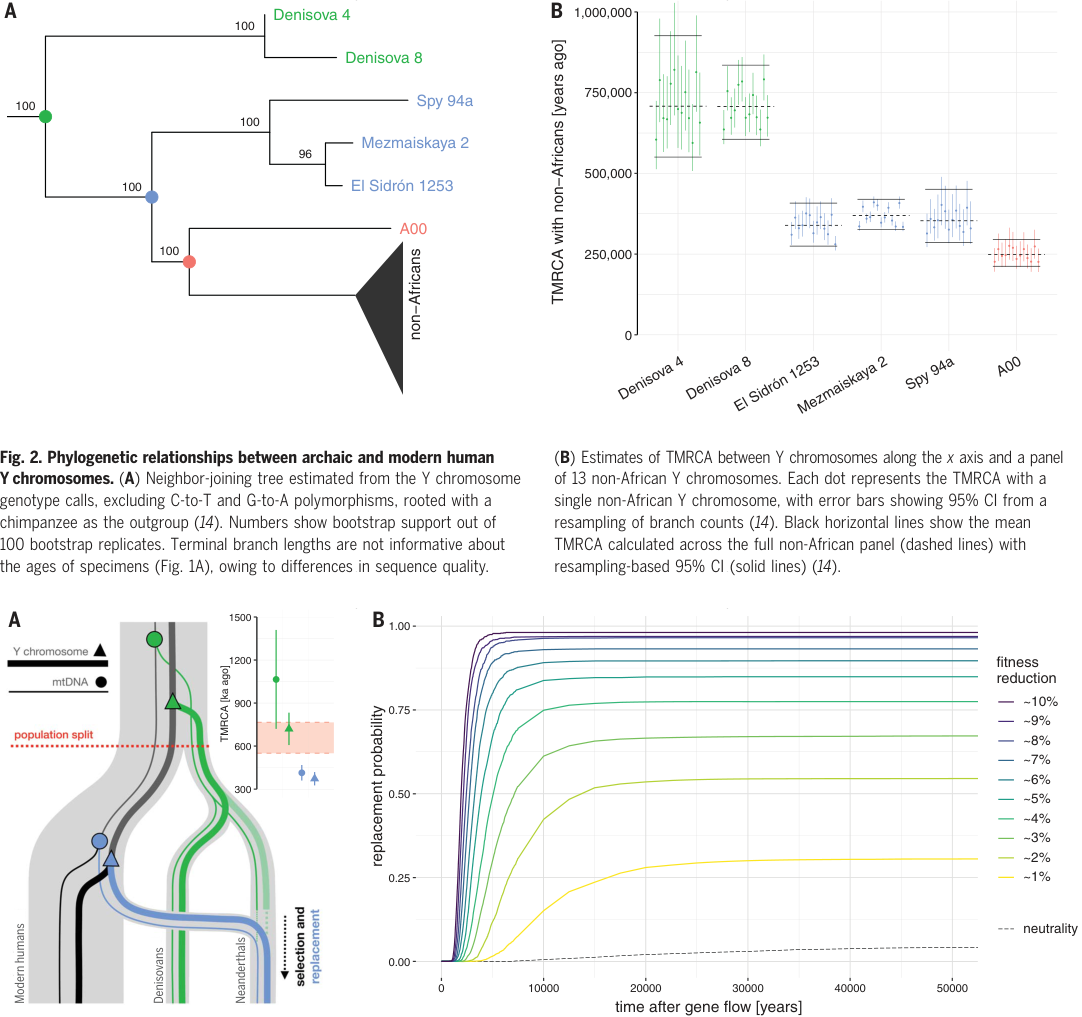 A
Denisova 4
100
Denisova 8
100
Spy 94a
100
Mezmaiskaya 2
96
El Sidrón 1253
100
A00
100
non–Africans
B
TMRCA with non–Africans [years ago]
1,000,000
750,000
500,000
250,000
0
Denisova 4
Denisova 8
El Sidrón 1253
Mezmaiskaya 2
Spy 94a
A00
Fig. 2. Phylogenetic relationships between archaic and modern human
Y chromosomes. (A) Neighbor-joining tree estimated from the Y chromosome
genotype calls, excluding C-to-T and G-to-A polymorphisms, rooted with a
chimpanzee as the outgroup (14). Numbers show bootstrap support out of
100 bootstrap replicates. Terminal branch lengths are not informative about
the ages of specimens (Fig. 1A), owing to differences in sequence quality.
(B) Estimates of TMRCA between Y chromosomes along the x axis and a panel
of 13 non-African Y chromosomes. Each dot represents the TMRCA with a
single non-African Y chromosome, with error bars showing 95% CI from a
resampling of branch counts (14). Black horizontal lines show the mean
TMRCA calculated across the full non-African panel (dashed lines) with
resampling-based 95% CI (solid lines) (14).
A
Y chromosome
mtDNA
population split
TMRCA [ka ago]
1500
1200
900
600
300
Modern humans
Denisovans
Neanderthals
selection and
replacement
B
replacement probability
1.00
0.75
0.50
0.25
0.00
0
10000
20000
30000
40000
50000
time after gene flow [years]
fitness
reduction
~10%
~9%
~8%
~7%
~6%
~5%
~4%
~3%
~2%
~1%
neutrality